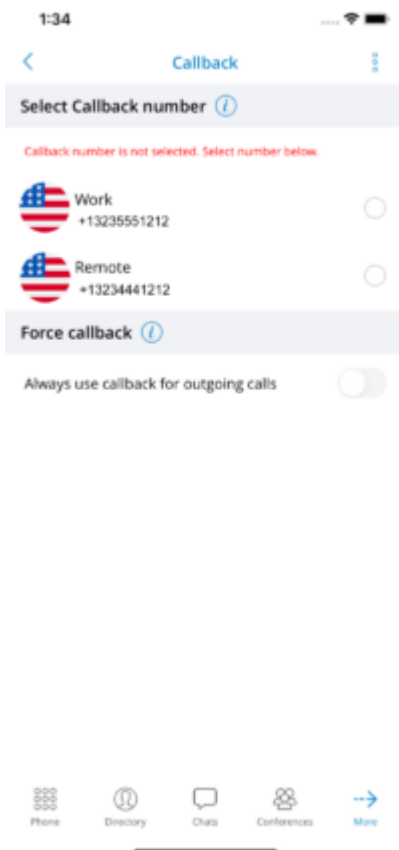 1:34
Callback
Select Callback number i
Callback number is not selected. Select number below.
Work
+13235551212
Remote
+13234441212
Force callback i
Always use callback for outgoing calls
Phone
Directory
Chats
Conferences
More